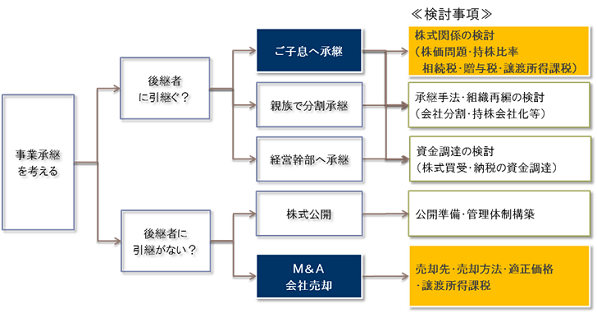 ≪検討事項≫
事業承継
を考える
後継者
に引継ぐ?
後継者に
引継がない?
ご子息へ承継
親族で分割承継
経営幹部へ承継
株式公開
M&A
会社売却
株式関係の検討
(株価問題・持株比率
相続税・贈与税・譲渡所得課税)
承継手法・組織再編の検討
(会社分割・持株会社化等)
資金調達の検討
(株式買受・納税の資金調達)
公開準備・管理体制構築
売却先・売却方法・適正価格
・譲渡所得課税